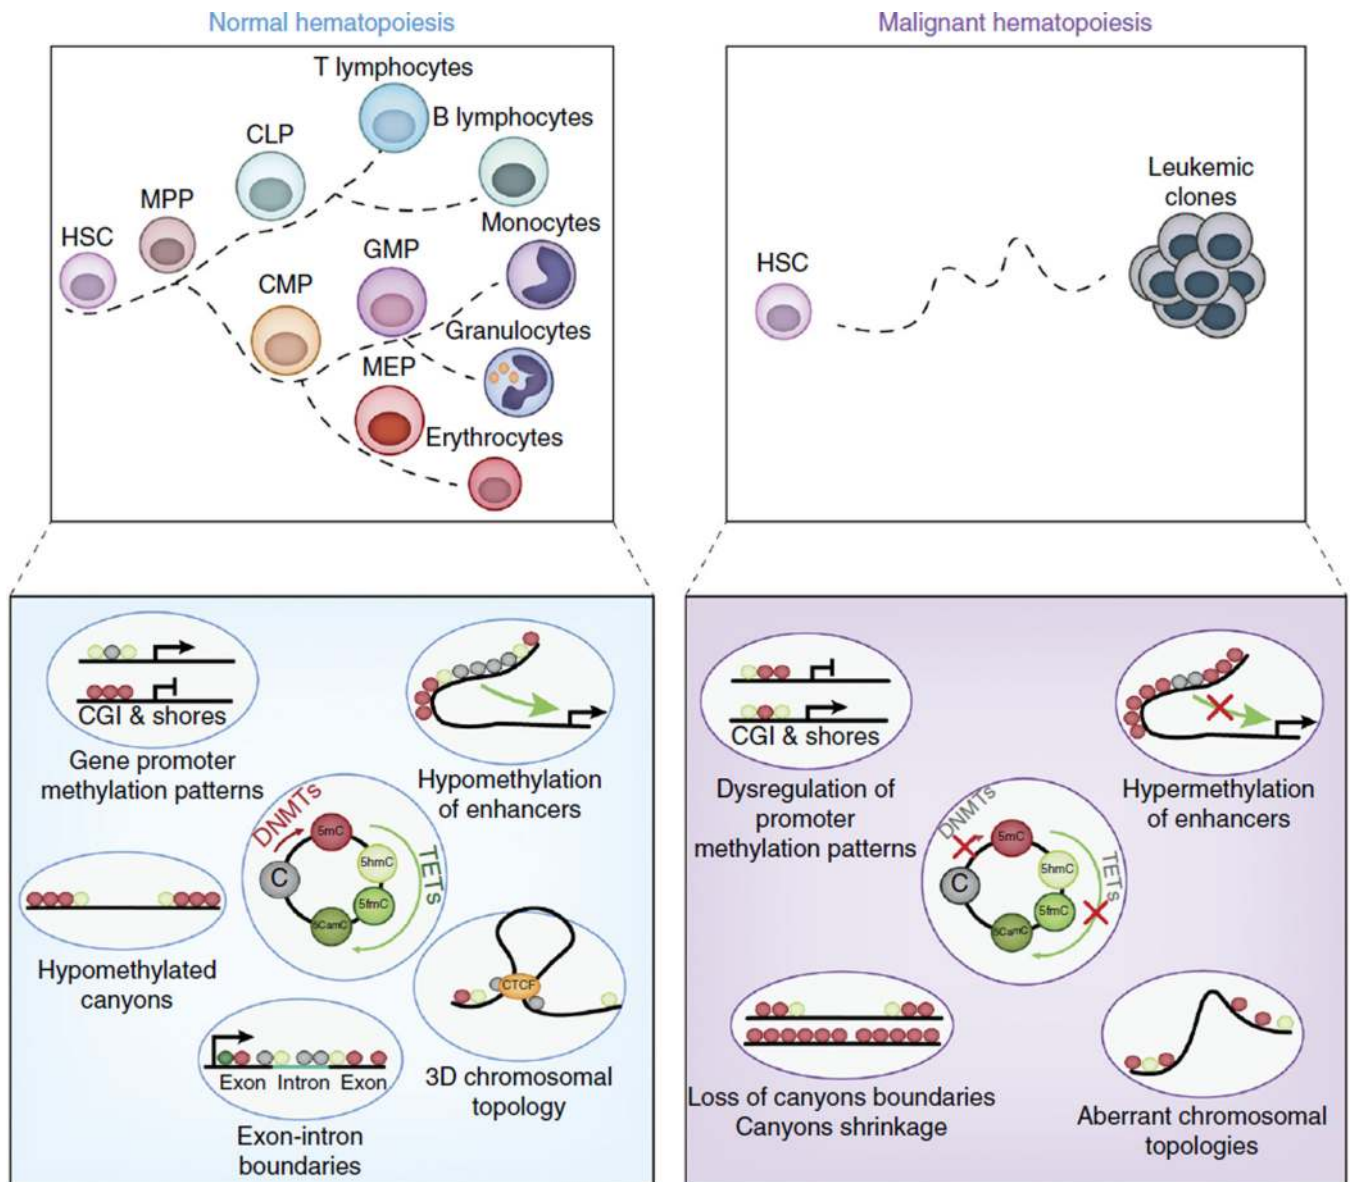 Normal hematopoiesis
T lymphocytes
B lymphocytes
CLP
MPP
HSC
Monocytes
GMP
CMP
Granulocytes
MEP
Erythrocytes
Malignant hematopoiesis
Leukemic
clones
HSC
CGI & shores
Gene promoter
methylation patterns
Hypomethylation
of enhancers
DNMTs
5mC
5hmC
C
TETs
5fmC
5CamC
Hypomethylated
canyons
CTCF
3D chromosomal
topology
Exon Intron Exon
Exon-intron
boundaries
CGI & shores
Dysregulation of
promoter
methylation patterns
Hypermethylation
of enhancers
DNMTs
5mC
5hmC
C
TETs
5fmC
5CamC
Loss of canyons boundaries
Canyons shrinkage
Aberrant chromosomal
topologies